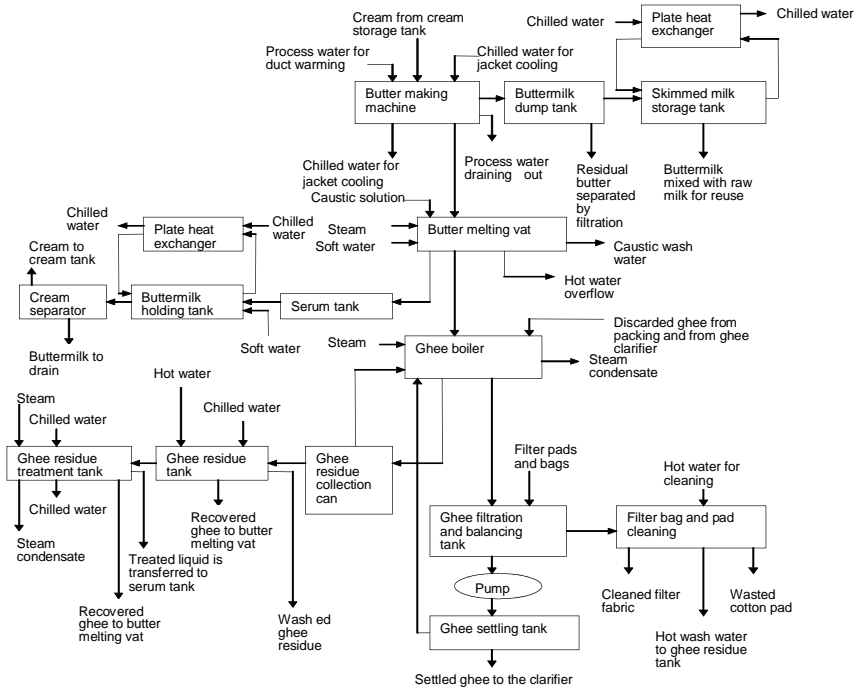 Cream from cream
storage tank
Chilled water
Plate heat
exchanger
Chilled water
Process water for
duct warming
Chilled water for
jacket cooling
Butter making
machine
Buttermilk
dump tank
Skimmed milk
storage tank
Chilled water for
jacket cooling
Process water
draining out
Residual
butter
separated
by
filtration
Buttermilk
mixed with raw
milk for reuse
Caustic solution
Chilled
water
Plate heat
exchanger
Chilled
water
Steam
Soft water
Butter melting vat
Caustic wash
water
Hot water
overflow
Cream to
cream tank
Cream
separator
Buttermilk
holding tank
Serum tank
Buttermilk to
drain
Soft water
Steam
Ghee boiler
Discarded ghee from
packing and from ghee
clarifier
Steam
condensate
Hot water
Steam
Chilled water
Chilled water
Ghee residue
treatment tank
Ghee residue
tank
Ghee
residue
collection
can
Filter pads
and bags
Hot water for
cleaning
Chilled water
Steam
condensate
Recovered
ghee to butter
melting vat
Treated liquid is
transferred to
serum tank
Recovered
ghee to butter
melting vat
Wash ed
ghee
residue
Ghee filtration
and balancing
tank
Filter bag and pad
cleaning
Pump
Cleaned filter
fabric
Wasted
cotton pad
Hot wash water
to ghee residue
tank
Ghee settling tank
Settled ghee to the clarifier